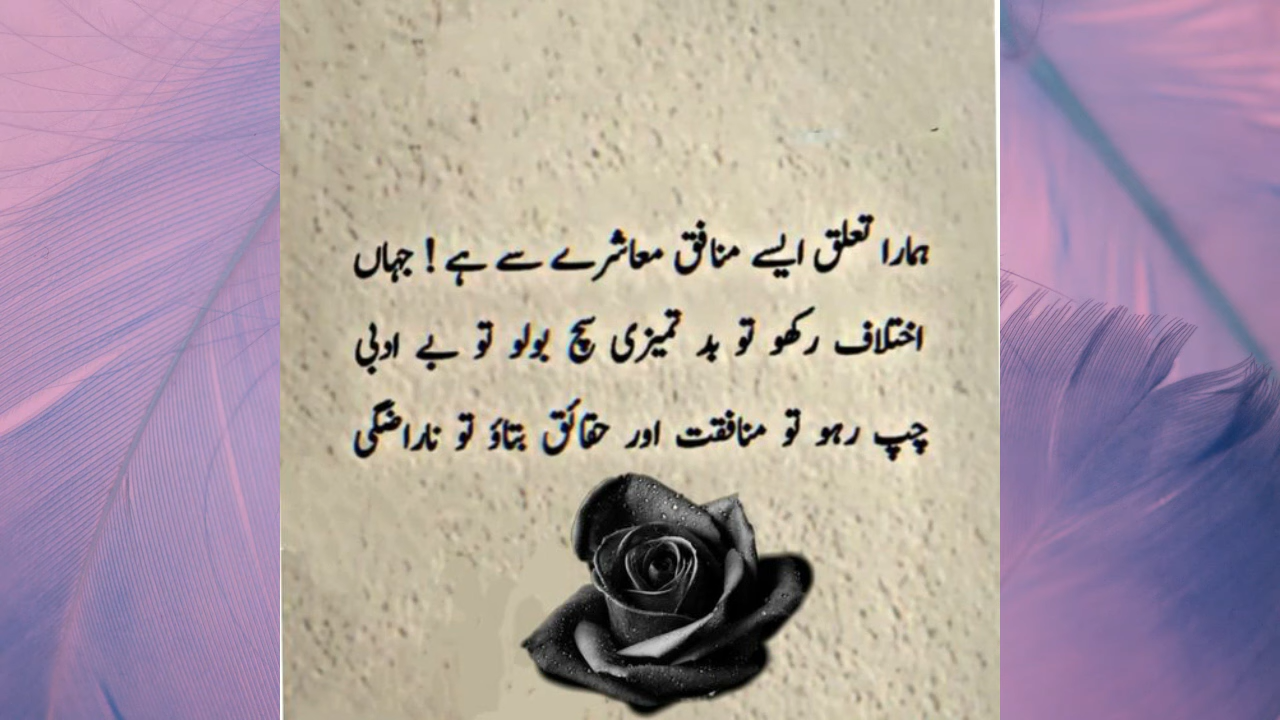 ہمارا تعلق ایسے منافق معاشرے سے ہے ! جہاں
اختلاف رکھو تو بد تمیزی سچ بولو تو بے ادبی
چپ رہو تو منافقت اور حقائق بتاؤ تو ناراضگی